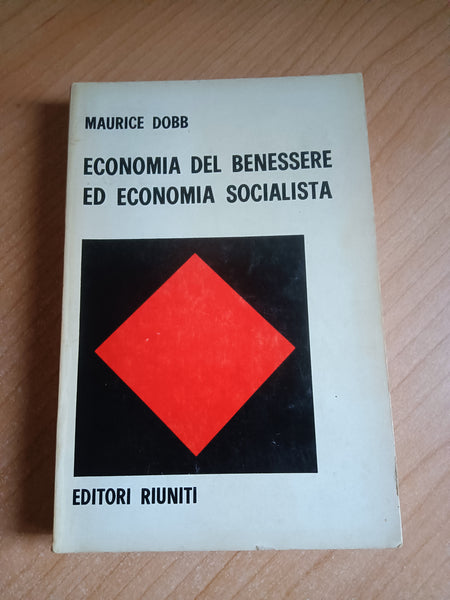 MAURICE DOBB
ECONOMIA DEL BENESSERE
ED ECONOMIA SOCIALISTA
EDITORI RIUNITI